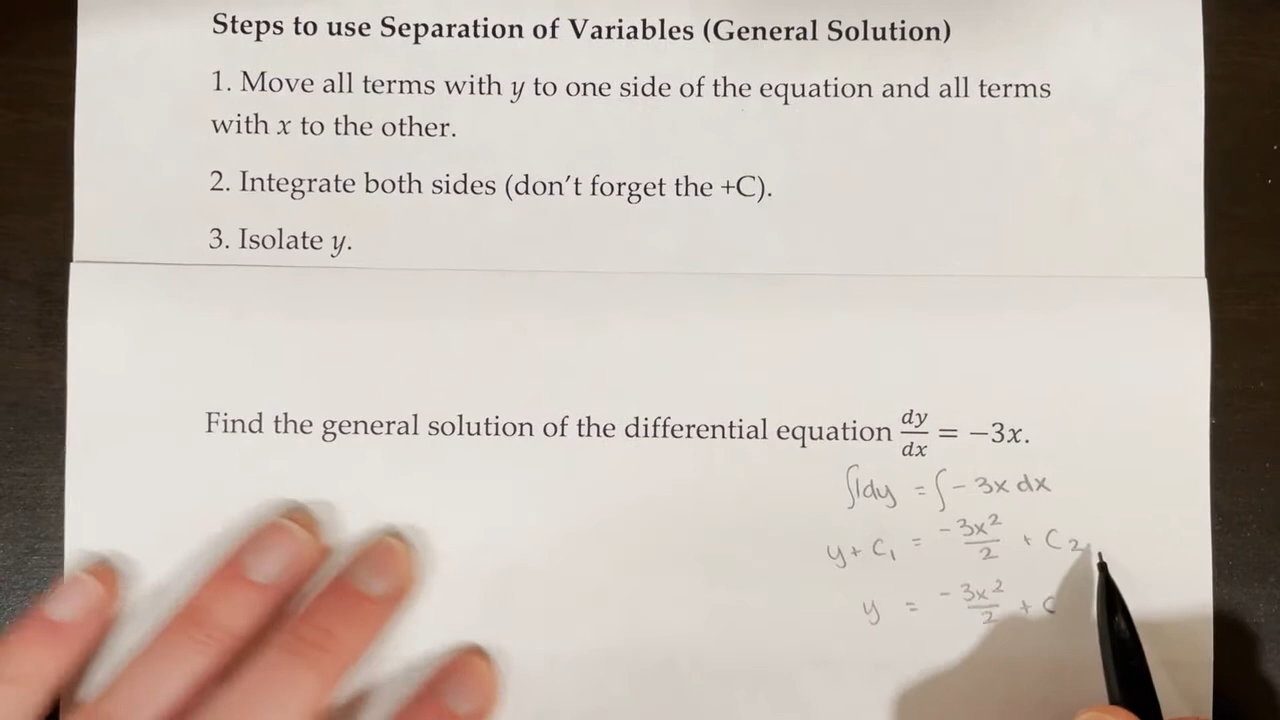 Steps to use Separation of Variables (General Solution)
1. Move all terms with y to one side of the equation and all terms
with x to the other.
2. Integrate both sides (don't forget the +C).
3. Isolate y.
Find the general solution of the differential equation dy/dx = −3x.
∫1dy = ∫-3x dx
y + C₁ = -3x²/2 + C₂
y = -3x²/2 + C